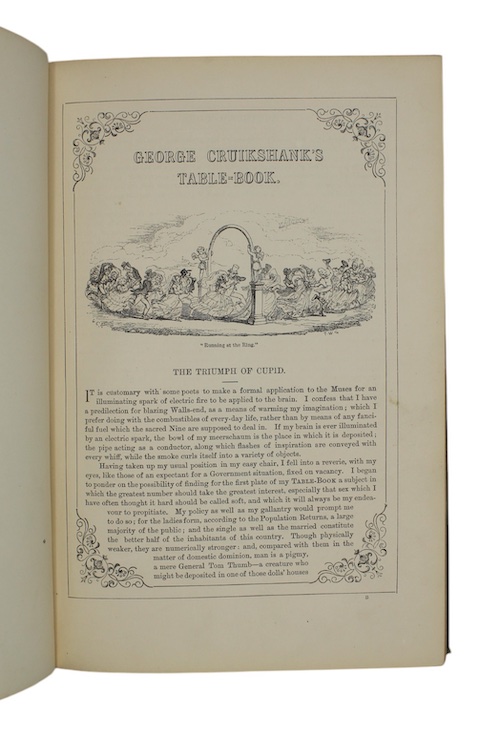 GEORGE CRUIKSHANK'S
TABLE-BOOK.
"Running at the Ring."
THE TRIUMPH OF CUPID.
IT is customary with some poets to make a formal application to the Muses for an
illuminating spark of electric fire to be applied to the brain. I confess that I have
a predilection for blazing Walls-end, as a means of warming my imagination; which I
prefer doing with the combustibles of every-day life, rather than by means of any fanci-
ful fuel which the sacred Nine are supposed to deal in. If my brain is ever illuminated
by an electric spark, the bowl of my meerschaum is the place in which it is deposited;
the pipe acting as a conductor, along which flashes of inspiration are conveyed with
every whiff, while the smoke curls itself into a variety of objects.
Having taken up my usual position in my easy chair, I fell into a reverie, with my
eyes, like those of an expectant for a Government situation, fixed on vacancy. I began
to ponder on the possibility of finding for the first plate of my TABLE-BOOK a subject in
which the greatest number should take the greatest interest, especially that sex which I
have often thought it hard should be called soft, and which it will always be my endea-
vour to propitiate. My policy as well as my gallantry would prompt me
to do so; for the ladies form, according to the Population Returns, a large
majority of the public; and the single as well as the married constitute
the better half of the inhabitants of this country. Though physically
weaker, they are numerically stronger: and, compared with them in the
matter of domestic dominion, man is a pigmy,
a mere General Tom Thumb—a creature who
might be deposited in one of those dolls' houses
B